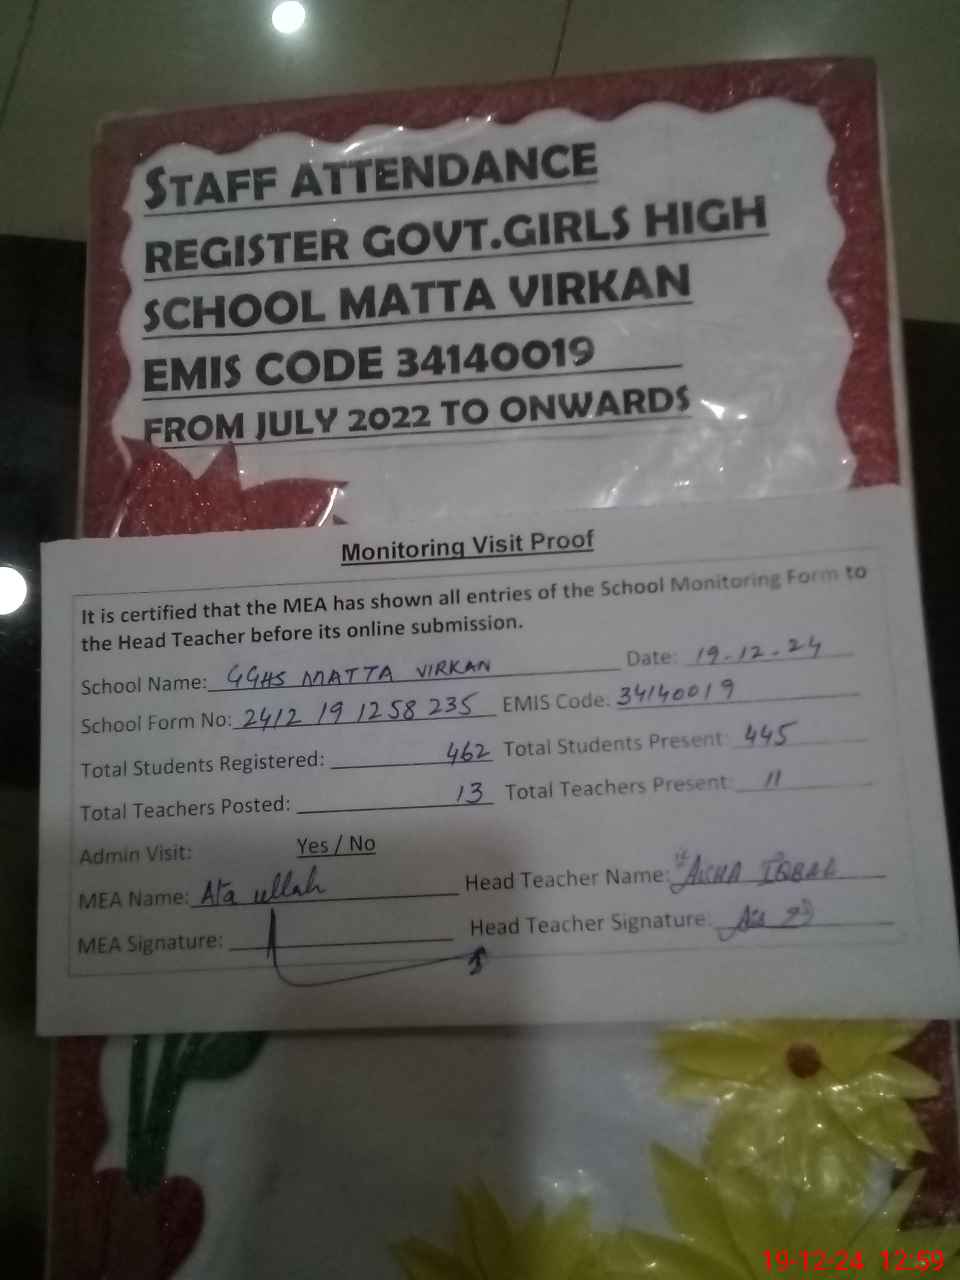 STAFF ATTENDANCE
REGISTER GOVT.GIRLS HIGH
SCHOOL MATTA VIRKAN
EMIS CODE 34140019
FROM JULY 2022 TO ONWARDS
Monitoring Visit Proof
It is certified that the MEA has shown all entries of the School Monitoring Form to
the Head Teacher before its online submission.
School Name: GGHS MATTA VIRKAN Date: 19-12-24
School Form No: 2412 19 1258 235 EMIS Code: 34140019
Total Students Registered: 462 Total Students Present: 445
Total Teachers Posted: 13 Total Teachers Present: 11
Admin Visit: Yes / No
MEA Name: Ata ullah Head Teacher Name: AISHA IQBAL
MEA Signature: Head Teacher Signature:
19-12-24 12:59